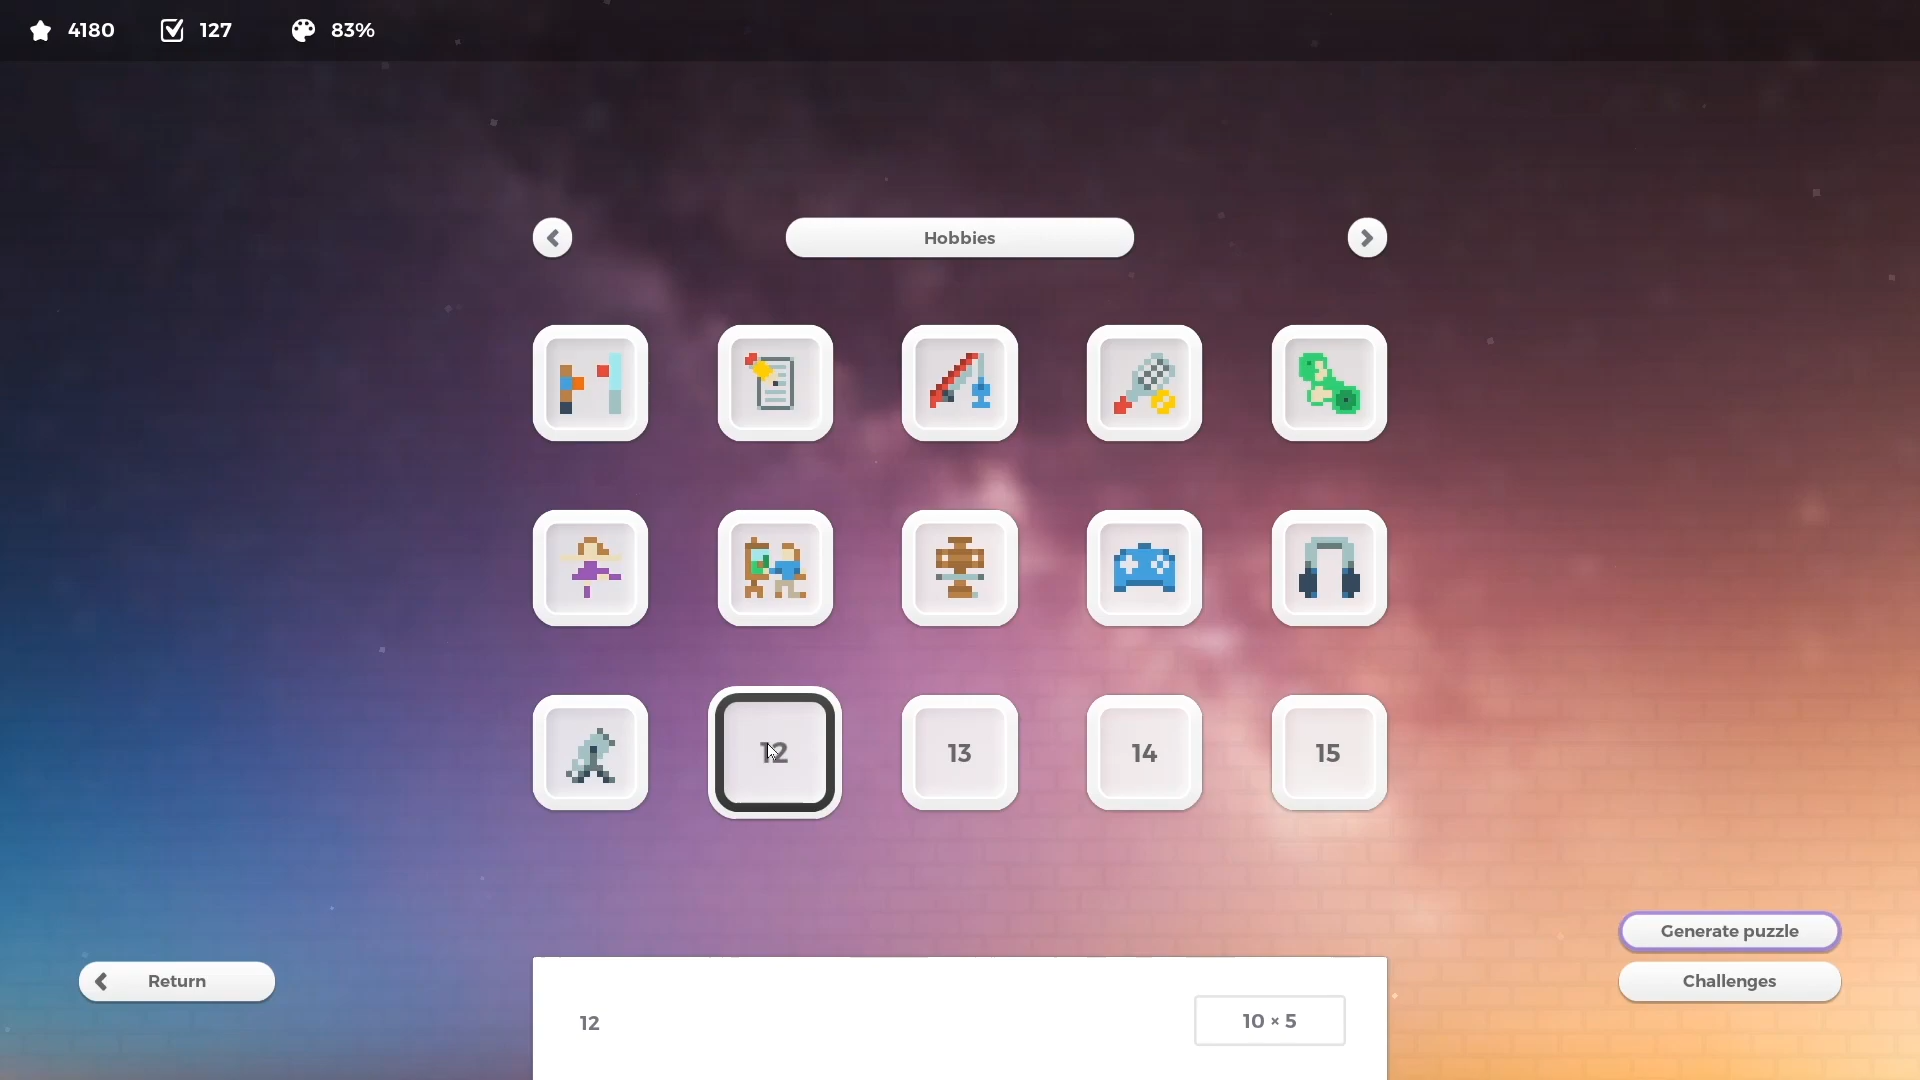 4180 127 83%
Hobbies
12 13 14 15
Generate puzzle
Return
Challenges
12
10 × 5